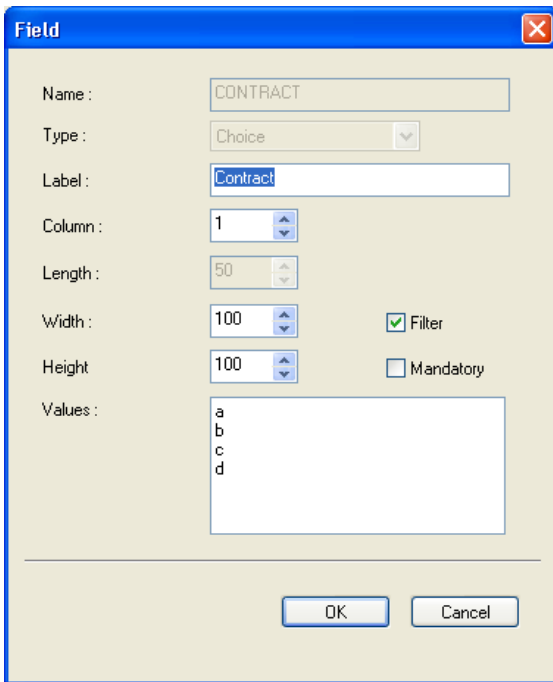 Field
Name : CONTRACT
Type : Choice
Label : Contract
Column : 1
Length : 50
Width : 100 Filter
Height 100 Mandatory
Values : a
b
c
d
OK Cancel